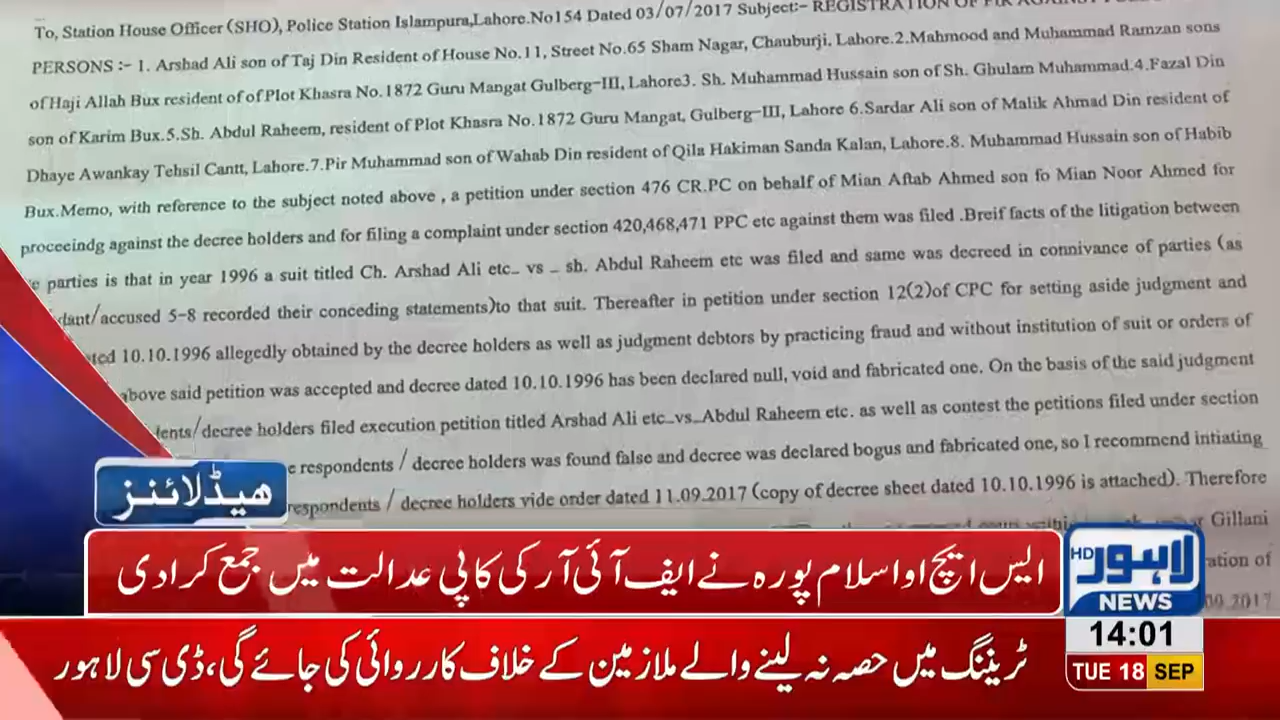 To, Station House Officer (SHO), Police Station Islampura,Lahore.No154 Dated 03/07/2017 Subject:- REGISTRATION OF FIR AGAINST
PERSONS :- 1. Arshad Ali son of Taj Din Resident of House No.11, Street No.65 Sham Nagar, Chauburji, Lahore.2.Mahmood and Muhammad Ramzan sons
of Haji Allah Bux resident of of Plot Khasra No.1872 Guru Mangat Gulberg-III, Lahore3. Sh. Muhammad Hussain son of Sh. Ghulam Muhammad.4.Fazal Din
son of Karim Bux.5.Sh. Abdul Raheem, resident of Plot Khasra No.1872 Guru Mangat, Gulberg-III, Lahore 6.Sardar Ali son of Malik Ahmad Din resident of
Dhaye Awankay Tehsil Cantt, Lahore.7.Pir Muhammad son of Wahab Din resident of Qila Hakiman Sanda Kalan, Lahore.8. Muhammad Hussain son of Habib
Bux.Memo, with reference to the subject noted above , a petition under section 476 CR.PC on behalf of Mian Aftab Ahmed son fo Mian Noor Ahmed for
proceeindg against the decree holders and for filing a complaint under section 420,468,471 PPC etc against them was filed .Breif facts of the litigation between
parties is that in year 1996 a suit titled Ch. Arshad Ali etc_ vs _ sh. Abdul Raheem etc was filed and same was decreed in connivance of parties (as
dant/accused 5-8 recorded their conceding statements)to that suit. Thereafter in petition under section 12(2)of CPC for setting aside judgment and
ted 10.10.1996 allegedly obtained by the decree holders as well as judgment debtors by practicing fraud and without institution of suit or orders of
above said petition was accepted and decree dated 10.10.1996 has been declared null, void and fabricated one. On the basis of the said judgment
dents/decree holders filed execution petition titled Arshad Ali etc_vs_Abdul Raheem etc. as well as contest the petitions filed under section
e respondents / decree holders was found false and decree was declared bogus and fabricated one, so I recommend intiating
respondents / decree holders vide order dated 11.09.2017 (copy of decree sheet dated 10.10.1996 is attached). Therefore
Gillani
ation of
09.2017
ہیڈلائنز
ایس ایچ او اسلام پورہ نے ایف آئی آر کی کاپی عدالت میں جمع کرادی
لاہور HD
NEWS
14:01
TUE 18 SEP
ٹریننگ میں حصہ نہ لینے والے ملازمین کے خلاف کارروائی کی جائے گی،ڈی سی لاہور